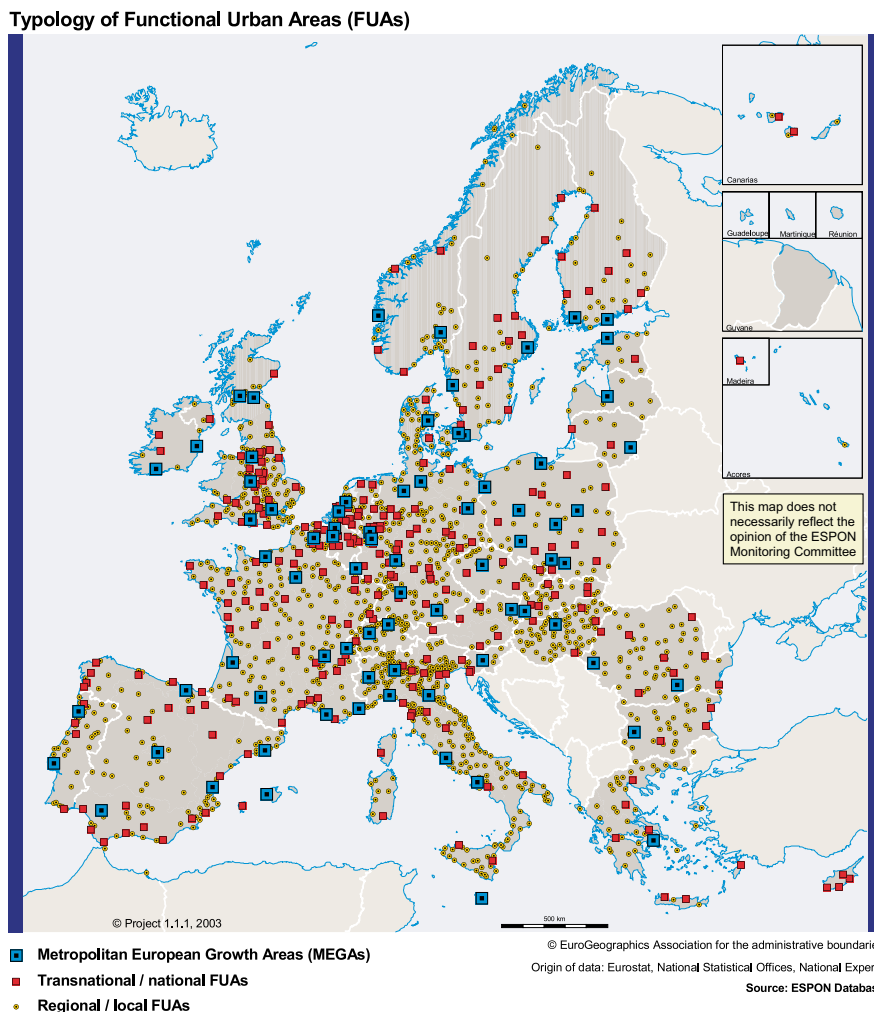 Typology of Functional Urban Areas (FUAs)
Canarias
Guadeloupe
Martinique
Réunion
Guyane
Madeira
Acores
This map does not
necessarily reflect the
opinion of the ESPON
Monitoring Committee
© Project 1.1.1, 2003
500 km
© EuroGeographics Association for the administrative boundarie
Metropolitan European Growth Areas (MEGAs)
Origin of data: Eurostat, National Statistical Offices, National Exper
Transnational / national FUAs
Source: ESPON Databas
Regional / local FUAs